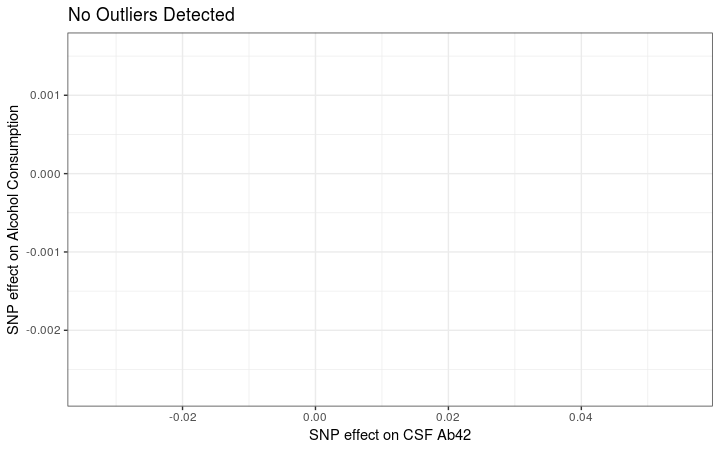 No Outliers Detected
SNP effect on Alcohol Consumption
0.001
0.000
-0.001
-0.002
-0.02
0.00
0.02
0.04
SNP effect on CSF Ab42